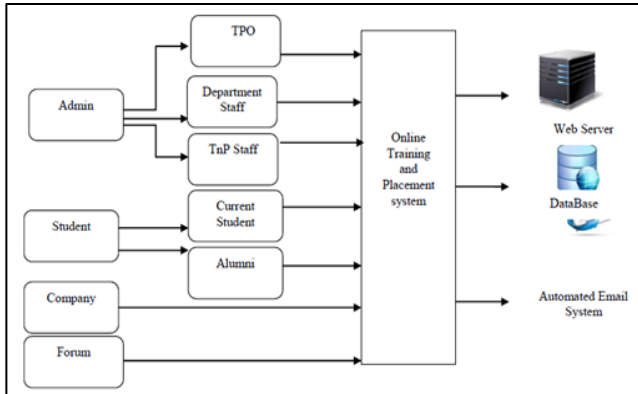 TPO
Admin
Department
Staff
TnP Staff
Student
Current
Student
Alumni
Company
Forum
Online
Training
and
Placement
system
Web Server
DataBase
Automated Email
System